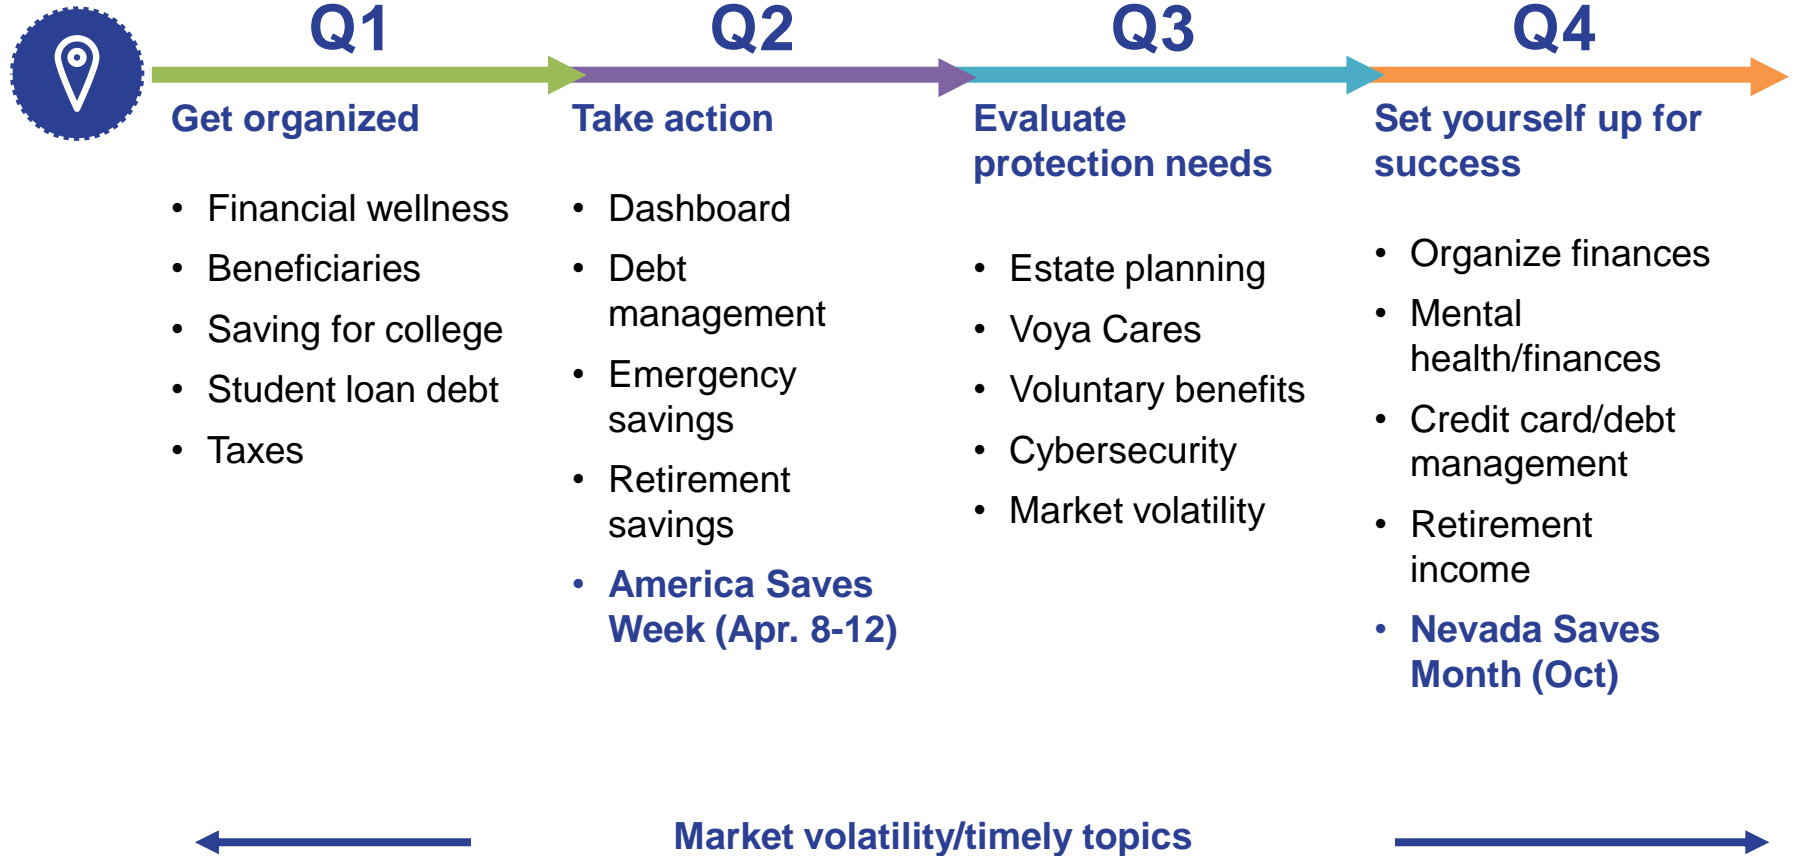 Q1
Get organized
• Financial wellness
• Beneficiaries
• Saving for college
• Student loan debt
• Taxes
Q2
Take action
• Dashboard
• Debt
management
• Emergency
savings
• Retirement
savings
• America Saves
Week (Apr. 8-12)
Q3
Evaluate
protection needs
• Estate planning
• Voya Cares
• Voluntary benefits
• Cybersecurity
• Market volatility
Q4
Set yourself up for
success
• Organize finances
• Mental
health/finances
• Credit card/debt
management
• Retirement
income
• Nevada Saves
Month (Oct)
Market volatility/timely topics